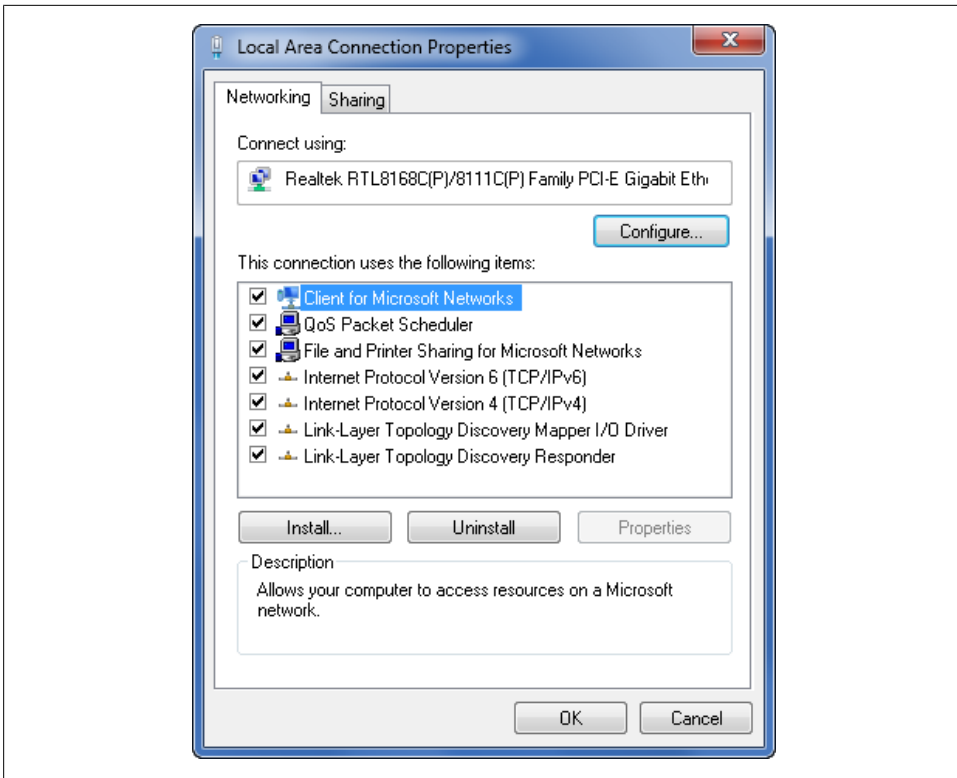 Local Area Connection Properties
Networking
Sharing
Connect using:
Realtek RTL8168C(P)/8111C(P) Family PCI-E Gigabit Eth
Configure...
This connection uses the following items:
Client for Microsoft Networks
QoS Packet Scheduler
File and Printer Sharing for Microsoft Networks
Internet Protocol Version 6 (TCP/IPv6)
Internet Protocol Version 4 (TCP/IPv4)
Link-Layer Topology Discovery Mapper I/O Driver
Link-Layer Topology Discovery Responder
Install...
Uninstall
Properties
Description
Allows your computer to access resources on a Microsoft
network.
OK
Cancel